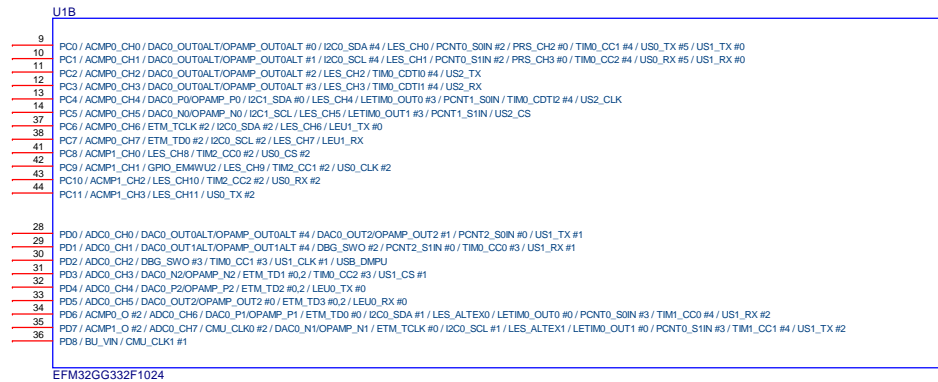 U1B
9 PC0 / ACMP0_CH0 / DAC0_OUT0ALT/OPAMP_OUT0ALT #0 / I2C0_SDA #4 / LES_CH0 / PCNT0_S0IN #2 / PRS_CH2 #0 / TIM0_CC1 #4 / US0_TX #5 / US1_TX #0
10 PC1 / ACMP0_CH1 / DAC0_OUT0ALT/OPAMP_OUT0ALT #1 / I2C0_SCL #4 / LES_CH1 / PCNT0_S1IN #2 / PRS_CH3 #0 / TIM0_CC2 #4 / US0_RX #5 / US1_RX #0
11 PC2 / ACMP0_CH2 / DAC0_OUT0ALT/OPAMP_OUT0ALT #2 / LES_CH2 / TIM0_CDTI0 #4 / US2_TX
12 PC3 / ACMP0_CH3 / DAC0_OUT0ALT/OPAMP_OUT0ALT #3 / LES_CH3 / TIM0_CDTI1 #4 / US2_RX
13 PC4 / ACMP0_CH4 / DAC0_P0/OPAMP_P0 / I2C1_SDA #0 / LES_CH4 / LETIM0_OUT0 #3 / PCNT1_S0IN / TIM0_CDTI2 #4 / US2_CLK
14 PC5 / ACMP0_CH5 / DAC0_N0/OPAMP_N0 / I2C1_SCL / LES_CH5 / LETIM0_OUT1 #3 / PCNT1_S1IN / US2_CS
37 PC6 / ACMP0_CH6 / ETM_TCLK #2 / I2C0_SDA #2 / LES_CH6 / LEU1_TX #0
38 PC7 / ACMP0_CH7 / ETM_TD0 #2 / I2C0_SCL #2 / LES_CH7 / LEU1_RX
41 PC8 / ACMP1_CH0 / LES_CH8 / TIM2_CC0 #2 / US0_CS #2
42 PC9 / ACMP1_CH1 / GPIO_EM4WU2 / LES_CH9 / TIM2_CC1 #2 / US0_CLK #2
43 PC10 / ACMP1_CH2 / LES_CH10 / TIM2_CC2 #2 / US0_RX #2
44 PC11 / ACMP1_CH3 / LES_CH11 / US0_TX #2
28 PD0 / ADC0_CH0 / DAC0_OUT0ALT/OPAMP_OUT0ALT #4 / DAC0_OUT2/OPAMP_OUT2 #1 / PCNT2_S0IN #0 / US1_TX #1
29 PD1 / ADC0_CH1 / DAC0_OUT1ALT/OPAMP_OUT1ALT #4 / DBG_SWO #2 / PCNT2_S1IN #0 / TIM0_CC0 #3 / US1_RX #1
30 PD2 / ADC0_CH2 / DBG_SWO #3 / TIM0_CC1 #3 / US1_CLK #1 / USB_DMPU
31 PD3 / ADC0_CH3 / DAC0_N2/OPAMP_N2 / ETM_TD1 #0,2 / TIM0_CC2 #3 / US1_CS #1
32 PD4 / ADC0_CH4 / DAC0_P2/OPAMP_P2 / ETM_TD2 #0,2 / LEU0_TX #0
33 PD5 / ADC0_CH5 / DAC0_OUT2/OPAMP_OUT2 #0 / ETM_TD3 #0,2 / LEU0_RX #0
34 PD6 / ACMP0_O #2 / ADC0_CH6 / DAC0_P1/OPAMP_P1 / ETM_TD0 #0 / I2C0_SDA #1 / LES_ALTEX0 / LETIM0_OUT0 #0 / PCNT0_S0IN #3 / TIM1_CC0 #4 / US1_RX #2
35 PD7 / ACMP1_O #2 / ADC0_CH7 / CMU_CLK0 #2 / DAC0_N1/OPAMP_N1 / ETM_TCLK #0 / I2C0_SCL #1 / LES_ALTEX1 / LETIM0_OUT1 #0 / PCNT0_S1IN #3 / TIM1_CC1 #4 / US1_TX #2
36 PD8 / BU_VIN / CMU_CLK1 #1
EFM32GG332F1024